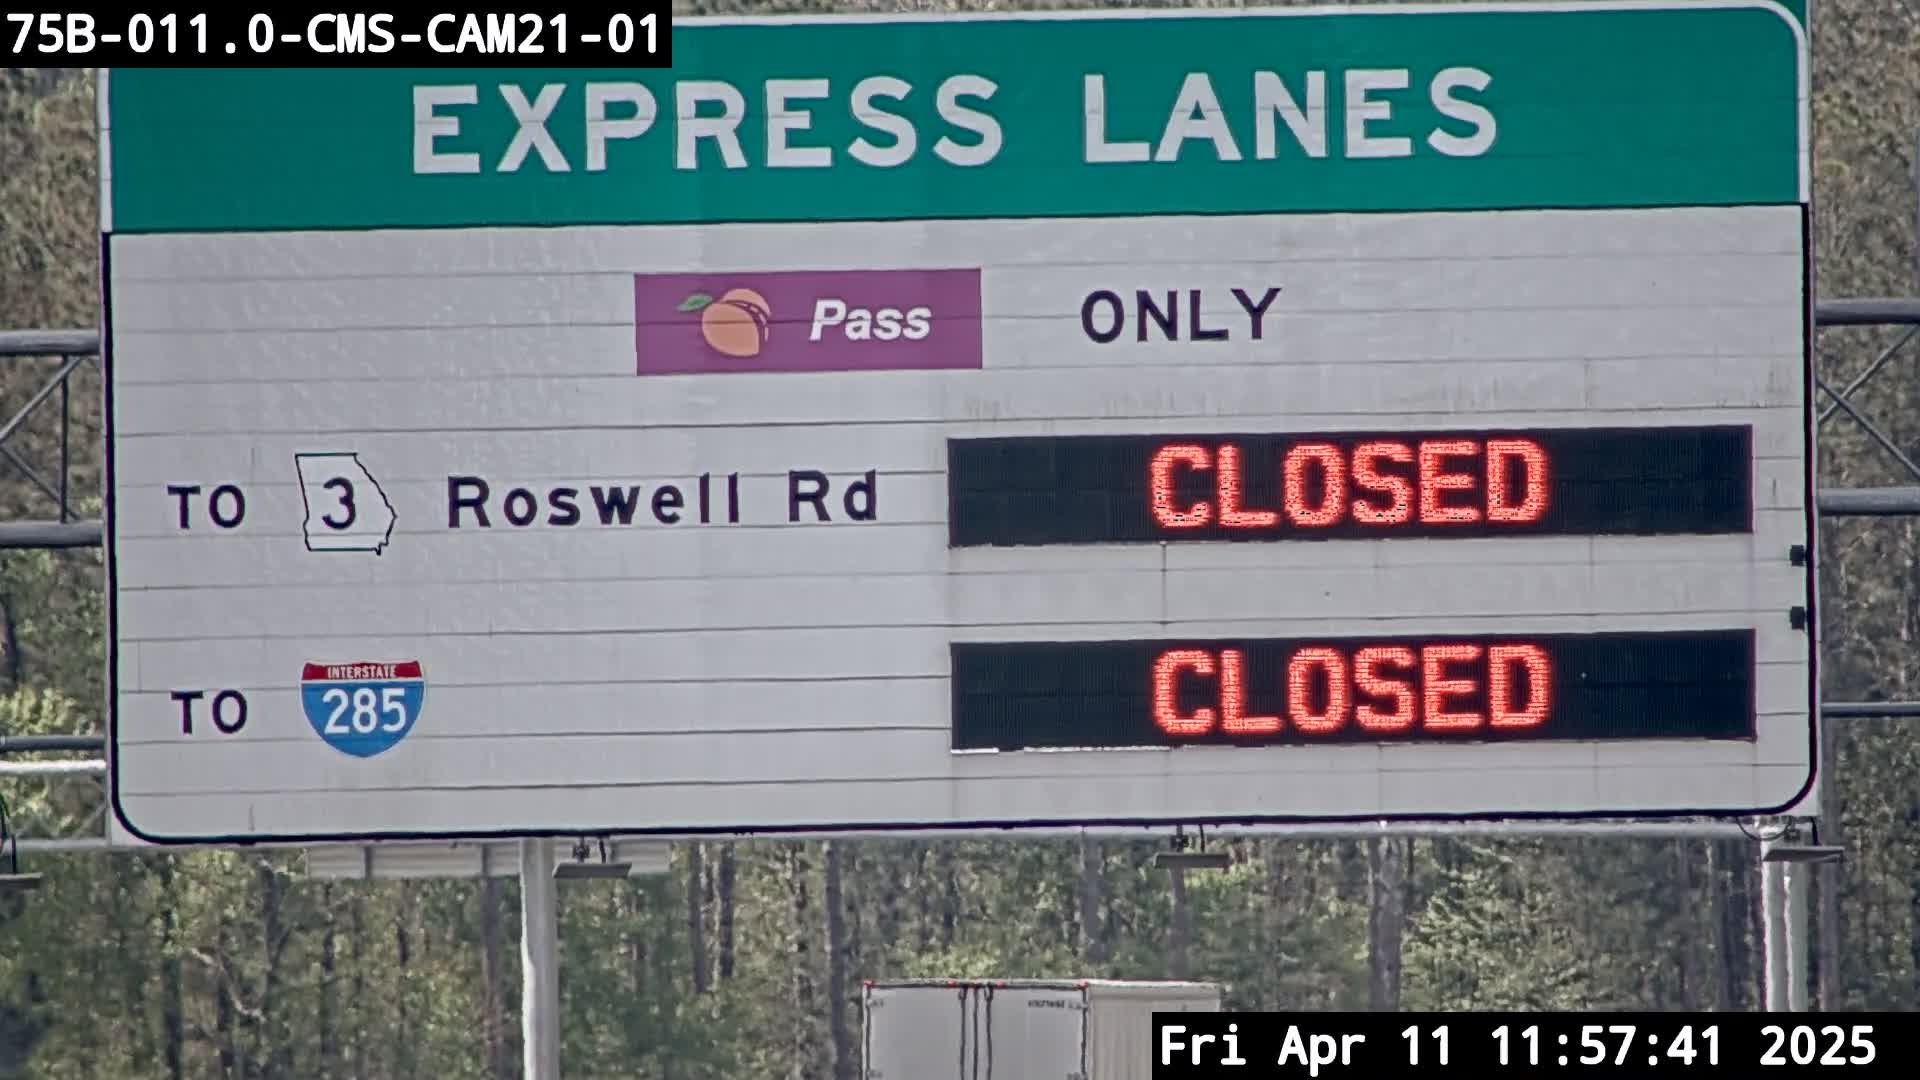 75B-011.0-CMS-CAM21-01
EXPRESS LANES
Pass ONLY
TO 3 Roswell Rd CLOSED
INTERSTATE
TO 285 CLOSED
Fri Apr 11 11:57:41 2025